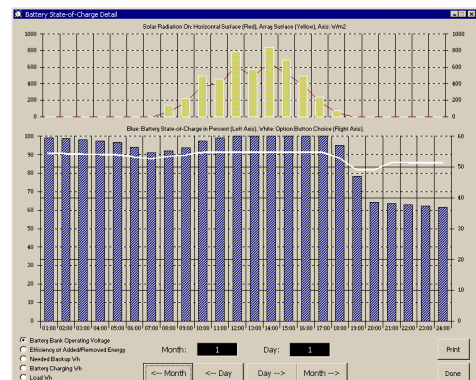 Battery State-of-Charge Detail
Solar Radiation On: Horizontal Surface (Red), Array Surface (Yellow), Axis: W/m2
1000 1000
800 800
600 600
400 400
200 200
0 0
Blue: Battery State-of-Charge in Percent (Left Axis). White: Option Button Choice (Right Axis).
100 60
90
80 50
70
60 40
50 30
40
30 20
20
10 10
0 0
01:00 02:00 03:00 04:00 05:00 06:00 07:00 08:00 09:00 10:00 11:00 12:00 13:00 14:00 15:00 16:00 17:00 18:00 19:00 20:00 21:00 22:00 23:00 24:00
Battery Bank Operating Voltage
Efficiency of Added/Removed Energy
Needed Backup Wh
Battery Charging Wh
Load Wh
Month: 1 Day: 1
<-- Month <-- Day Day --> Month -->
Print
Done